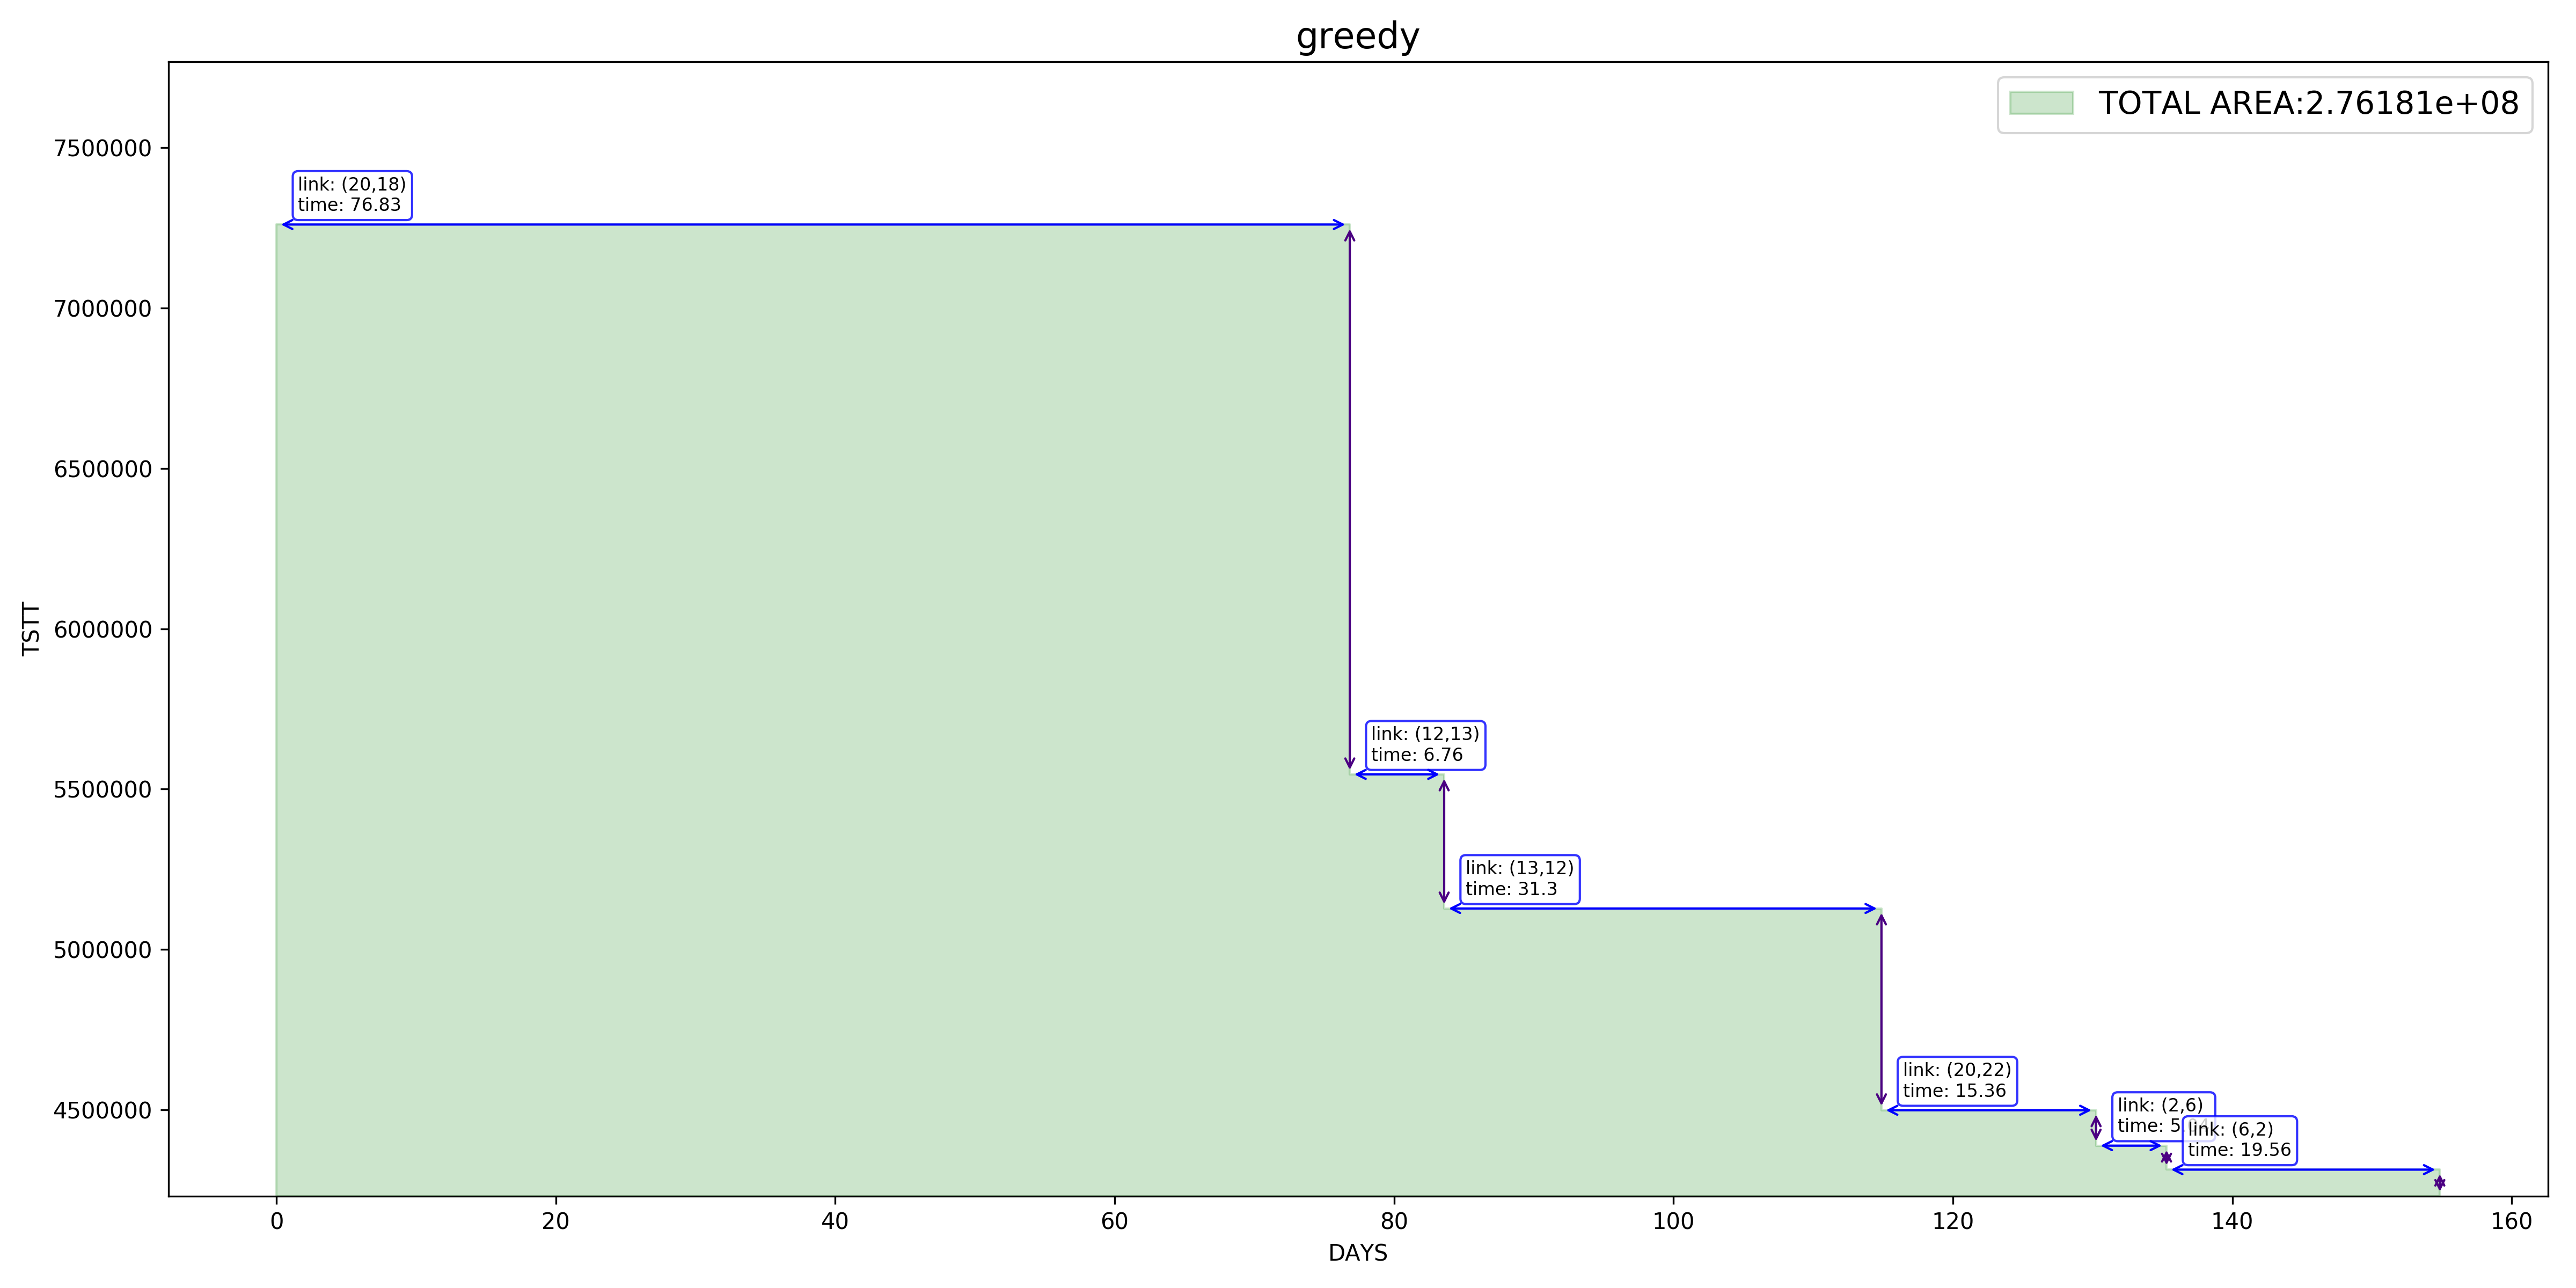 greedy
TOTAL AREA:2.76181e+08
7500000
7000000
6500000
6000000
5500000
5000000
4500000
TSTT
link: (20,18)
time: 76.83
link: (12,13)
time: 6.76
link: (13,12)
time: 31.3
link: (20,22)
time: 15.36
link: (2,6)
time:
link: (6,2)
time: 19.56
0
20
40
60
80
100
120
140
160
DAYS